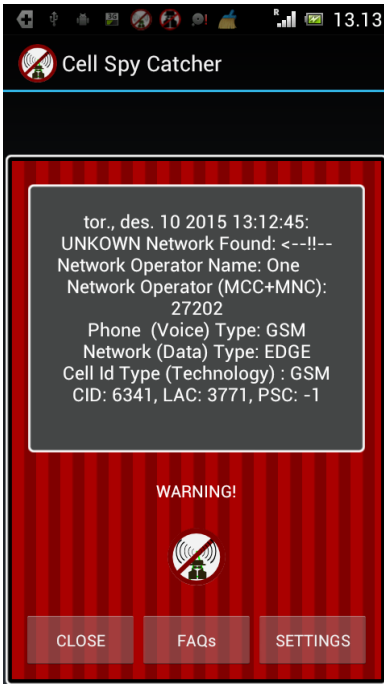 R
13.13
Cell Spy Catcher
tor., des. 10 2015 13:12:45:
UNKOWN Network Found: <--!!--
Network Operator Name: One
Network Operator (MCC+MNC):
27202
Phone  (Voice) Type: GSM
Network (Data) Type: EDGE
Cell Id Type (Technology) : GSM
CID: 6341, LAC: 3771, PSC: -1
WARNING!
CLOSE
FAQs
SETTINGS